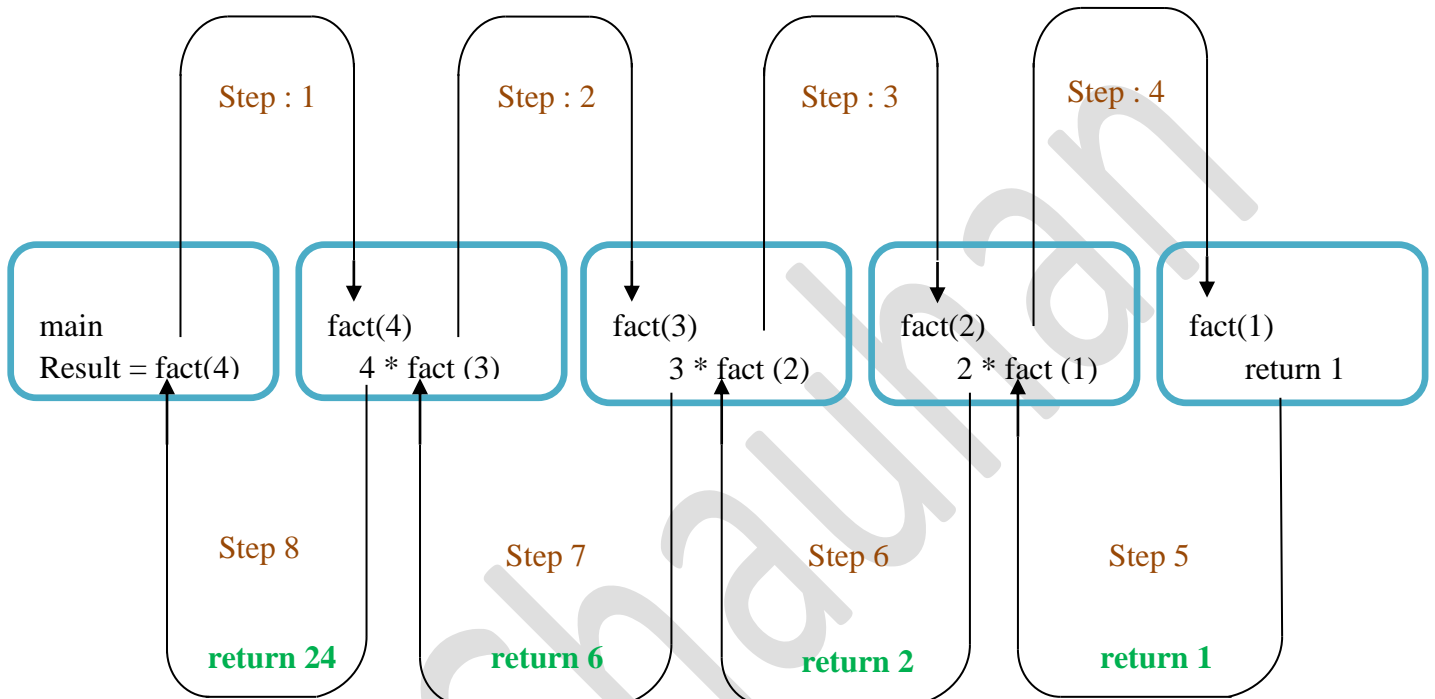 Step : 1
Step : 2
Step : 3
Step : 4
main
Result = fact(4)
fact(4)
4 * fact (3)
fact(3)
3 * fact (2)
fact(2)
2 * fact (1)
fact(1)
return 1
Step 8
Step 7
Step 6
Step 5
return 24
return 6
return 2
return 1
hauhan